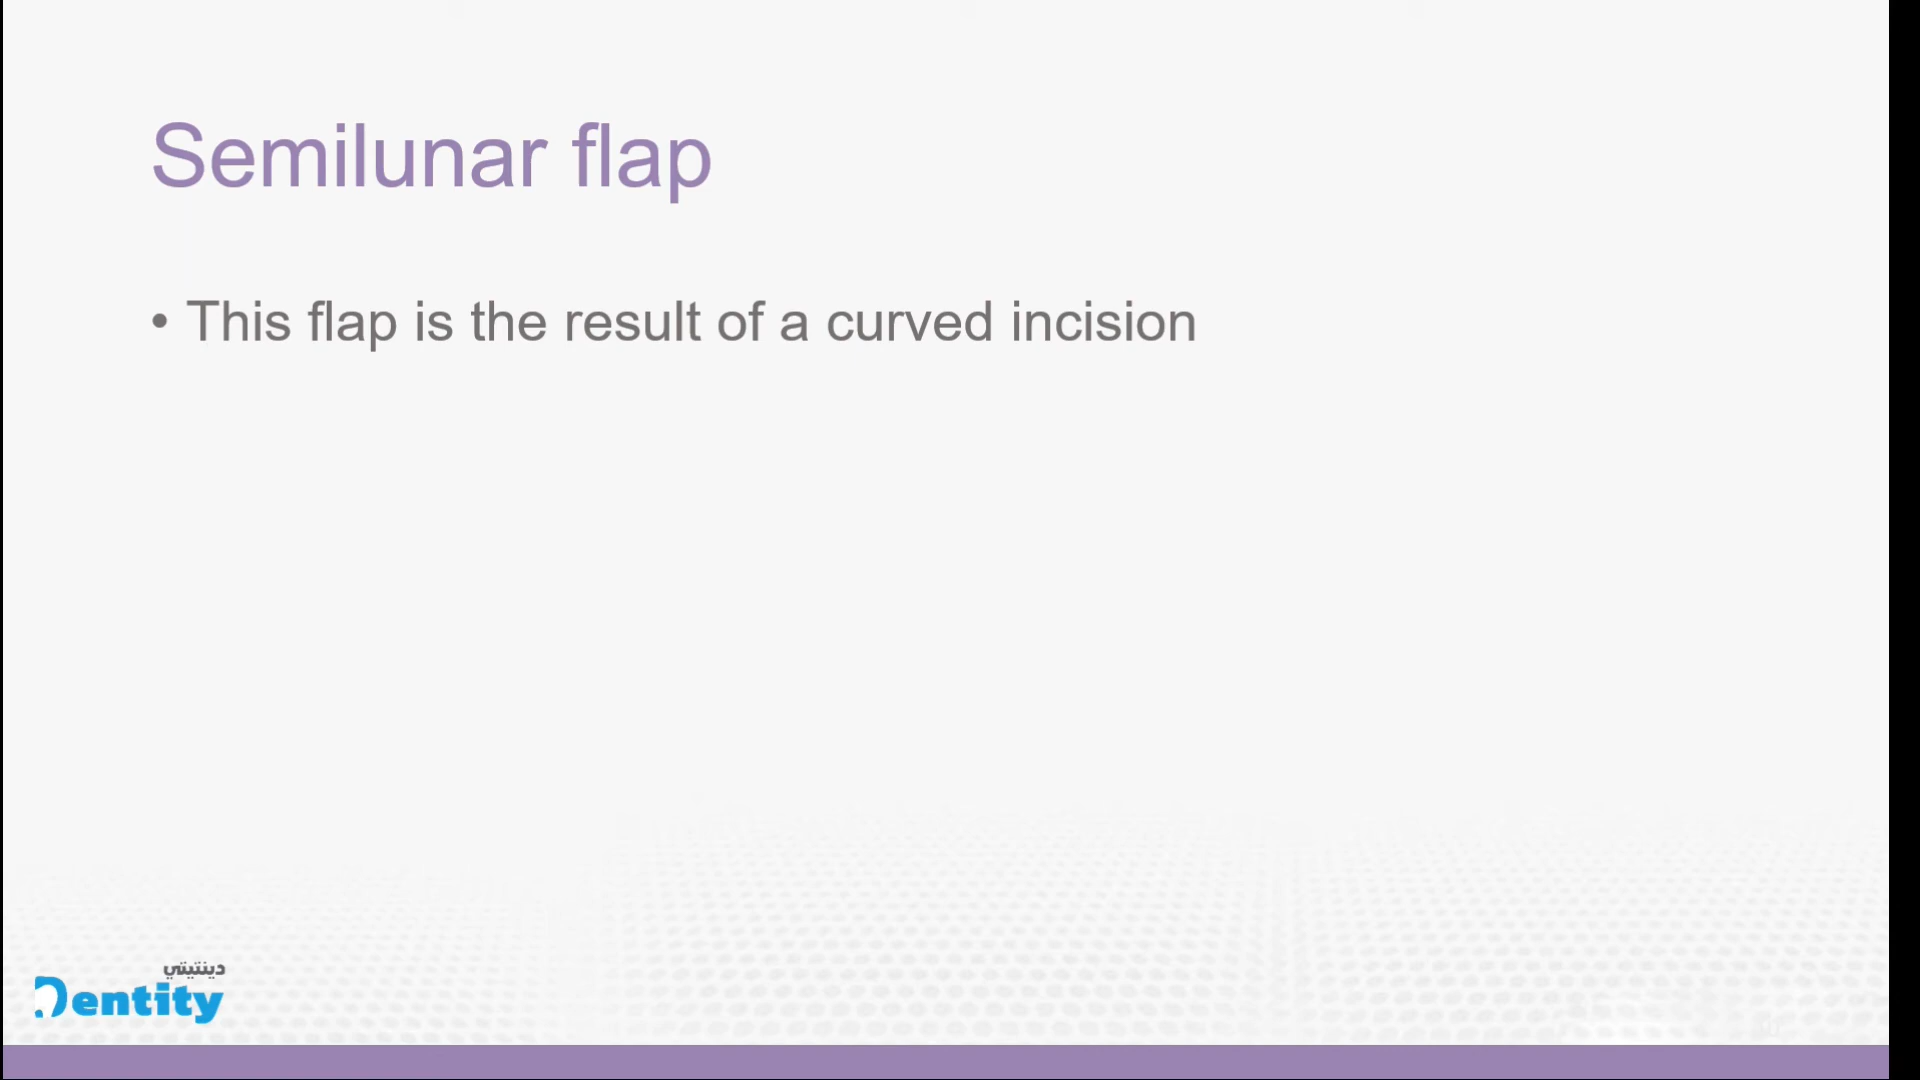 Semilunar flap
• This flap is the result of a curved incision
دينتيتي
Dentity